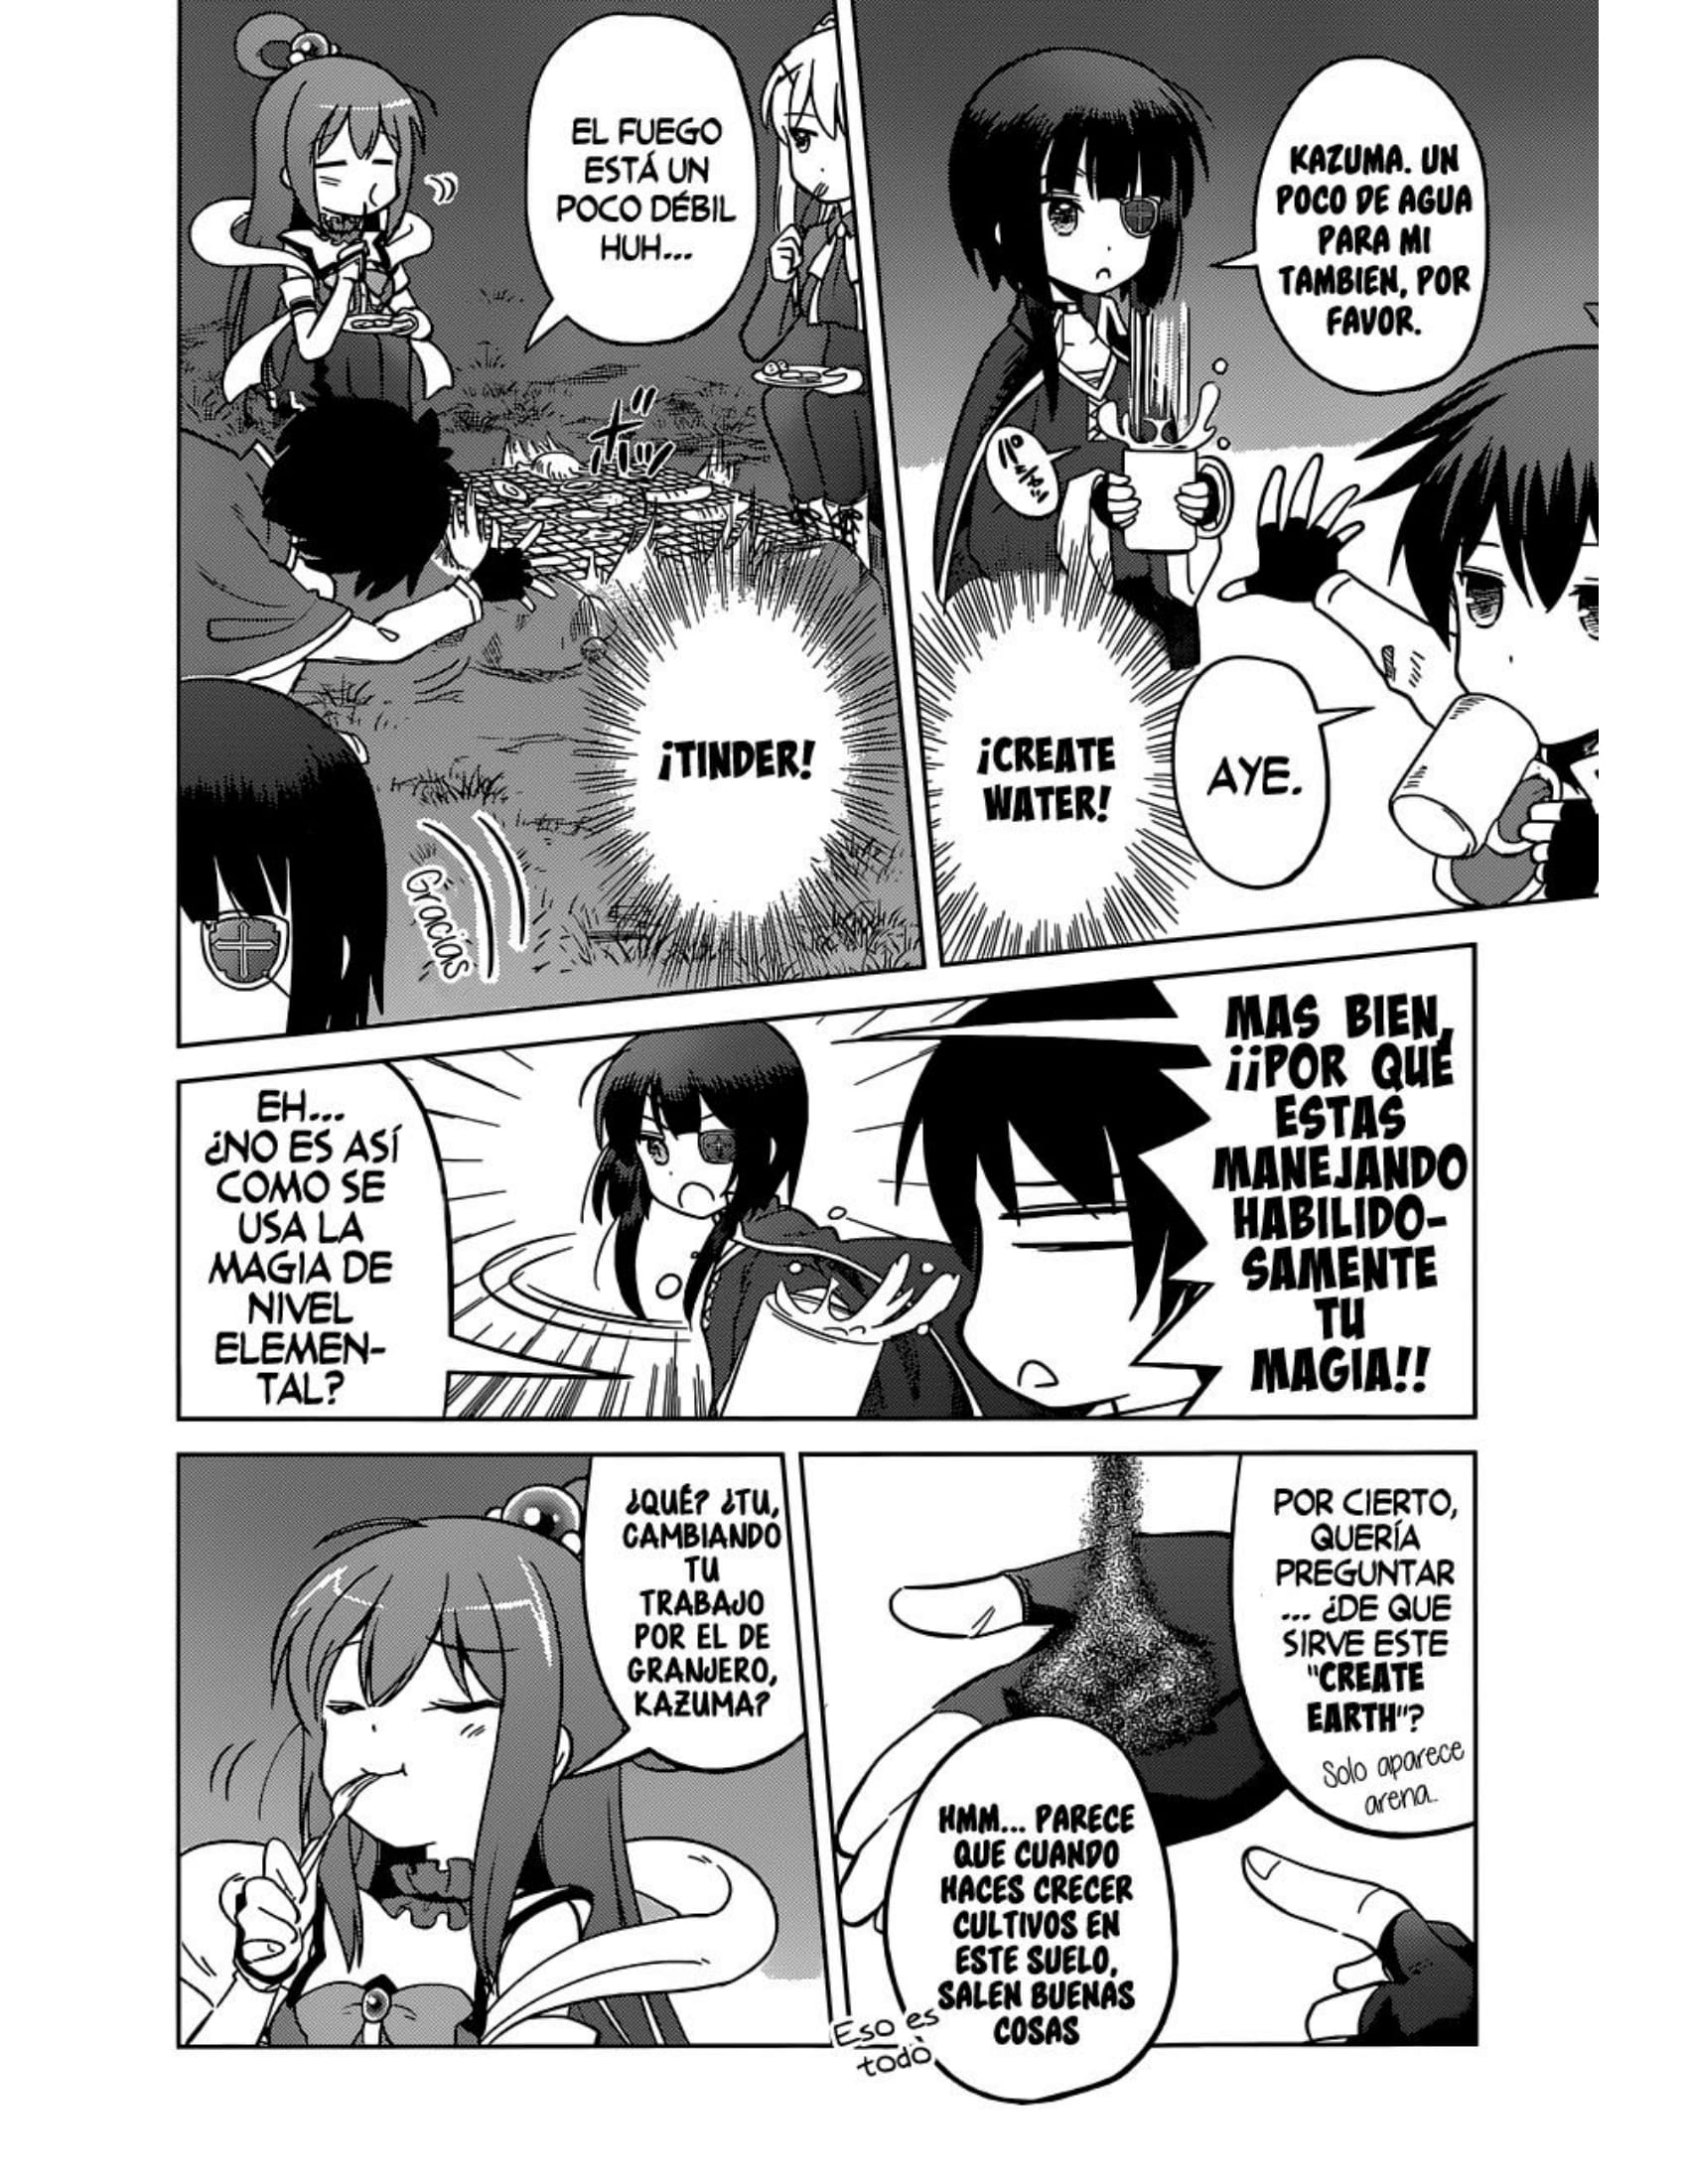 KAZUMA. UN
POCO DE AGUA
PARA MI
TAMBIEN, POR
FAVOR.
AYE.
¡CREATE
WATER!
EL FUEGO
ESTÁ UN
POCO DÉBIL
HUH...
ボッ
¡TINDER!
Gracias
MAS BIEN,
¡¡POR QUÉ
ESTAS
MANEJANDO
HABILIDO-
SAMENTE
TU
MAGIA!!
EH...
¿NO ES ASÍ
COMO SE
USA LA
MAGIA DE
NIVEL
ELEMEN-
TAL?
POR CIERTO,
QUERÍA
PREGUNTAR
... ¿DE QUE
SIRVE ESTE
"CREATE
EARTH"?
Solo aparece
arena...
HMM... PARECE
QUE CUANDO
HACES CRECER
CULTIVOS EN
ESTE SUELO,
SALEN BUENAS
COSAS
Eso es
todo
¿QUÉ? ¿TU,
CAMBIANDO
TU
TRABAJO
POR EL DE
GRANJERO,
KAZUMA?